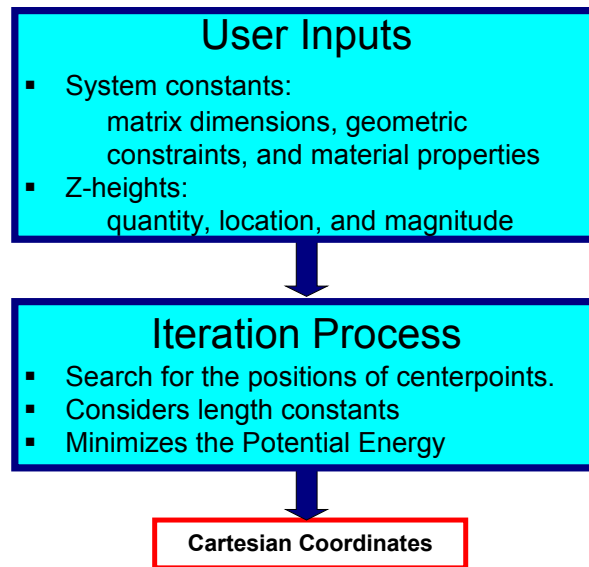 User Inputs
▪ System constants:
matrix dimensions, geometric
constraints, and material properties
▪ Z-heights:
quantity, location, and magnitude
Iteration Process
▪ Search for the positions of centerpoints.
▪ Considers length constants
▪ Minimizes the Potential Energy
Cartesian Coordinates